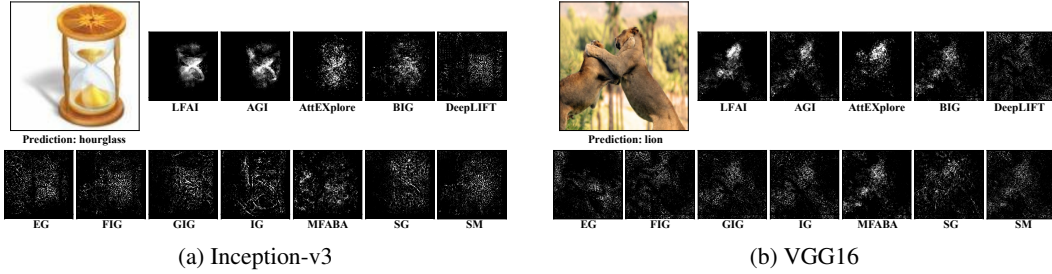 LFAI AGI AttEXplore BIG DeepLIFT
Prediction: hourglass
EG FIG GIG IG MFABA SG SM
(a) Inception-v3
LFAI AGI AttEXplore BIG DeepLIFT
Prediction: lion
EG FIG GIG IG MFABA SG SM
(b) VGG16